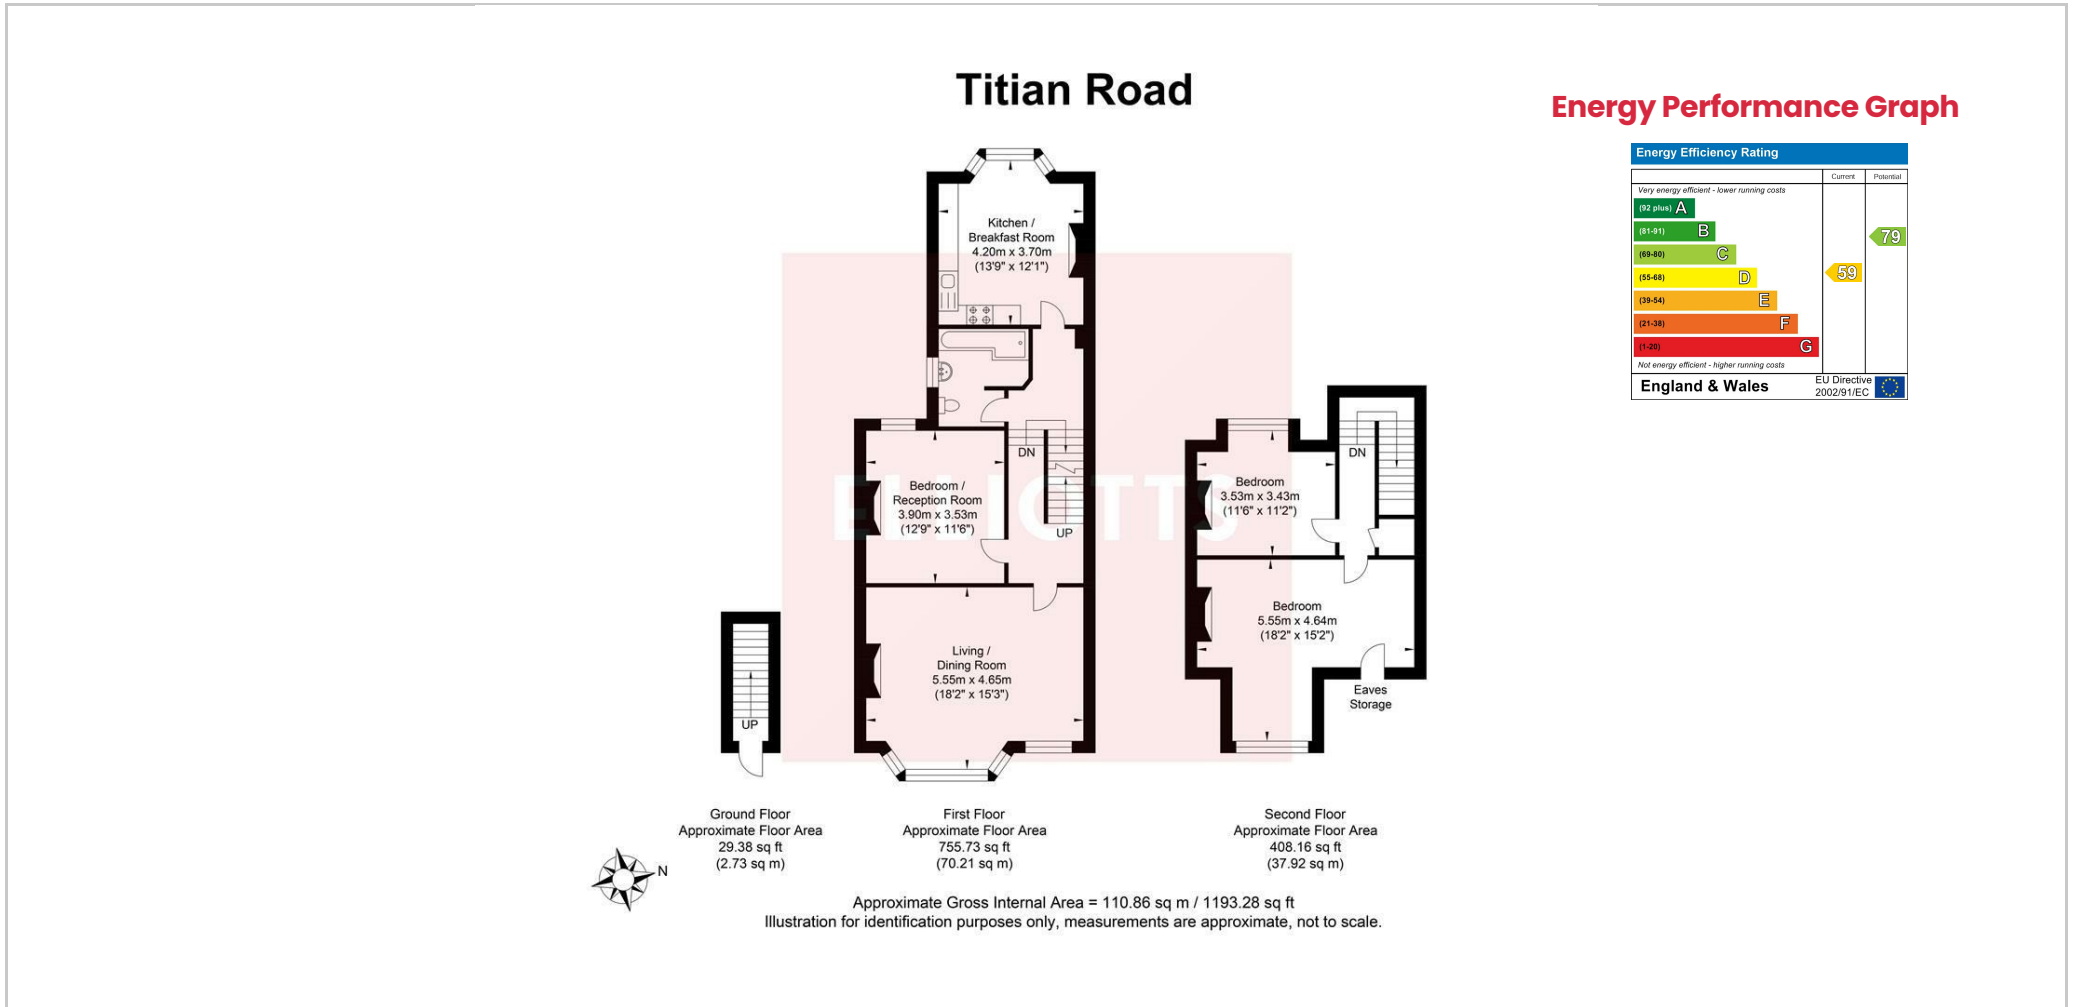 Titian Road
Kitchen /
Breakfast Room
4.20m x 3.70m
(13'9" x 12'1")
DN
UP
Bedroom /
Reception Room
3.90m x 3.53m
(12'9" x 11'6")
ELLIOTTS
Living /
Dining Room
5.55m x 4.65m
(18'2" x 15'3")
UP
DN
Bedroom
3.53m x 3.43m
(11'6" x 11'2")
Bedroom
5.55m x 4.64m
(18'2" x 15'2")
Eaves
Storage
Ground Floor
Approximate Floor Area
29.38 sq ft
(2.73 sq m)
First Floor
Approximate Floor Area
755.73 sq ft
(70.21 sq m)
Second Floor
Approximate Floor Area
408.16 sq ft
(37.92 sq m)
N
Approximate Gross Internal Area = 110.86 sq m / 1193.28 sq ft
Illustration for identification purposes only, measurements are approximate, not to scale.
Energy Performance Graph
Energy Efficiency Rating
Current Potential
Very energy efficient - lower running costs
(92 plus) A
(81-91) B
(69-80) C
(55-68) D
(39-54) E
(21-38) F
(1-20) G
59
79
Not energy efficient - higher running costs
England & Wales
EU Directive
2002/91/EC